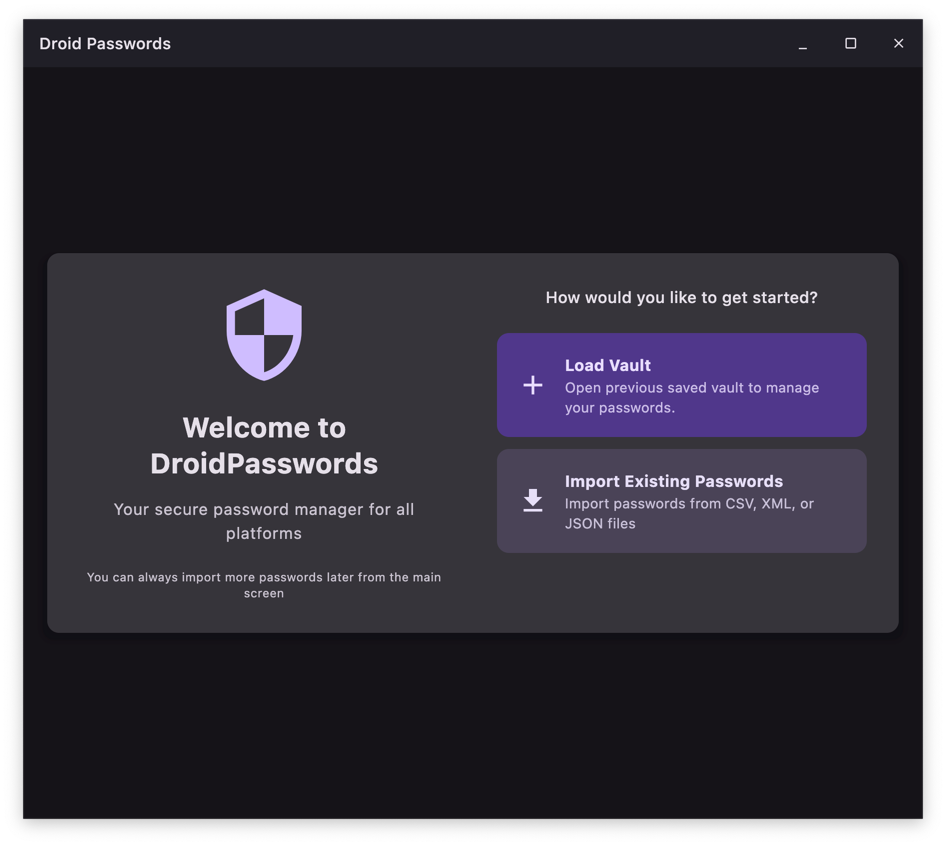 Droid Passwords
Welcome to
DroidPasswords
Your secure password manager for all
platforms
You can always import more passwords later from the main
screen
How would you like to get started?
Load Vault
Open previous saved vault to manage
your passwords.
Import Existing Passwords
Import passwords from CSV, XML, or
JSON files